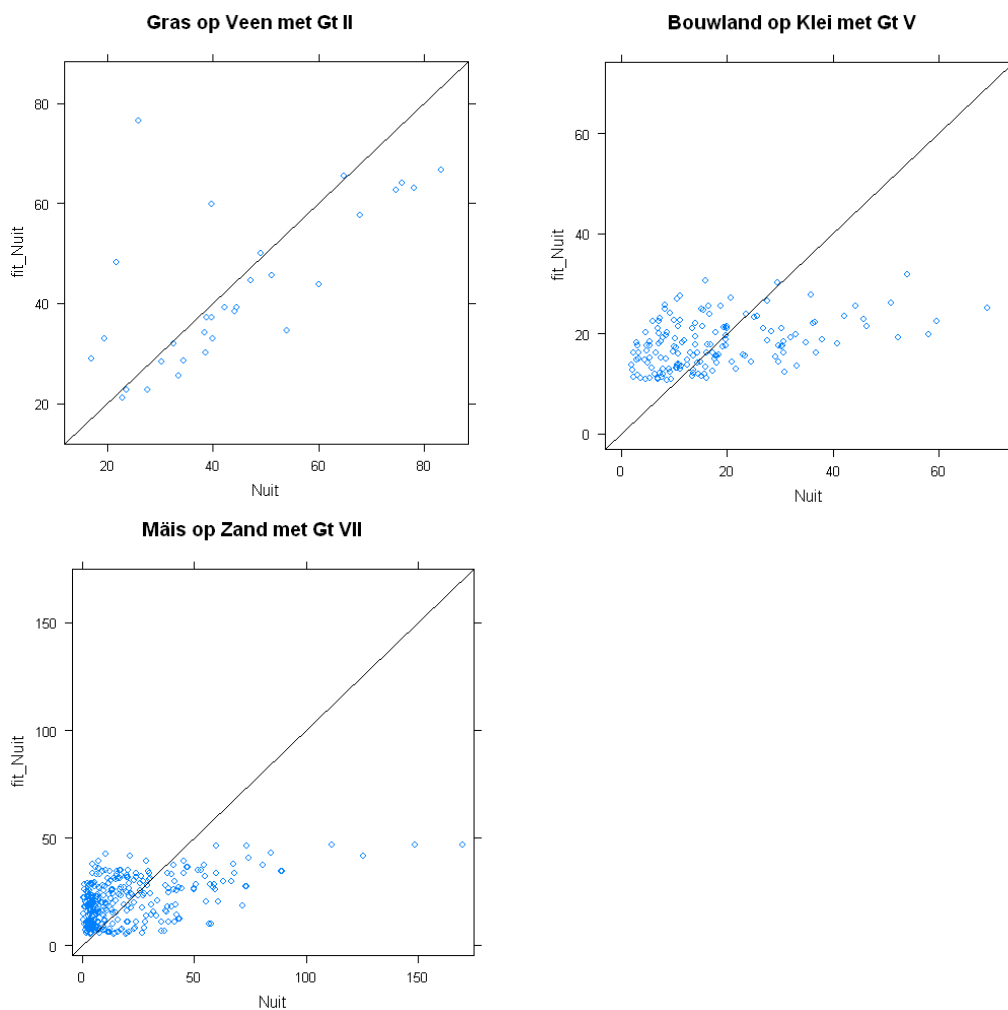 Gras op Veen met Gt II
80
60
40
20
fit_Nuit
20 40 60 80
Nuit
Bouwland op Klei met Gt V
60
40
20
0
fit_Nuit
0 20 40 60
Nuit
Mäis op Zand met Gt VII
150
100
50
0
fit_Nuit
0 50 100 150
Nuit